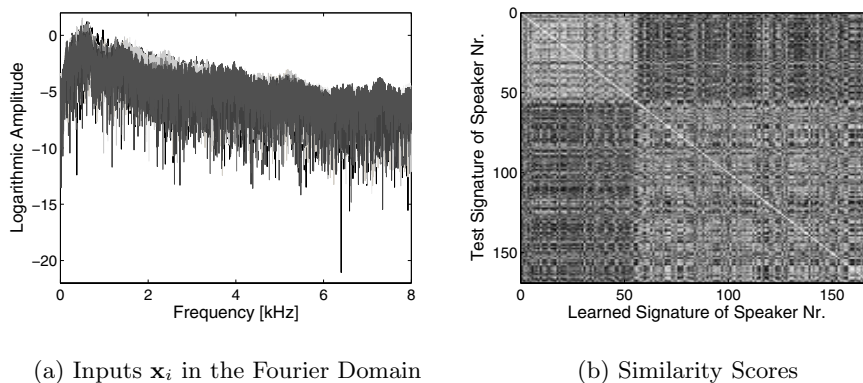 0
−5
−10
−15
−20
Logarithmic Amplitude
0 2 4 6 8
Frequency [kHz]
0
50
100
150
Test Signature of Speaker Nr.
0 50 100 150
Learned Signature of Speaker Nr.
(a) Inputs xᵢ in the Fourier Domain
(b) Similarity Scores